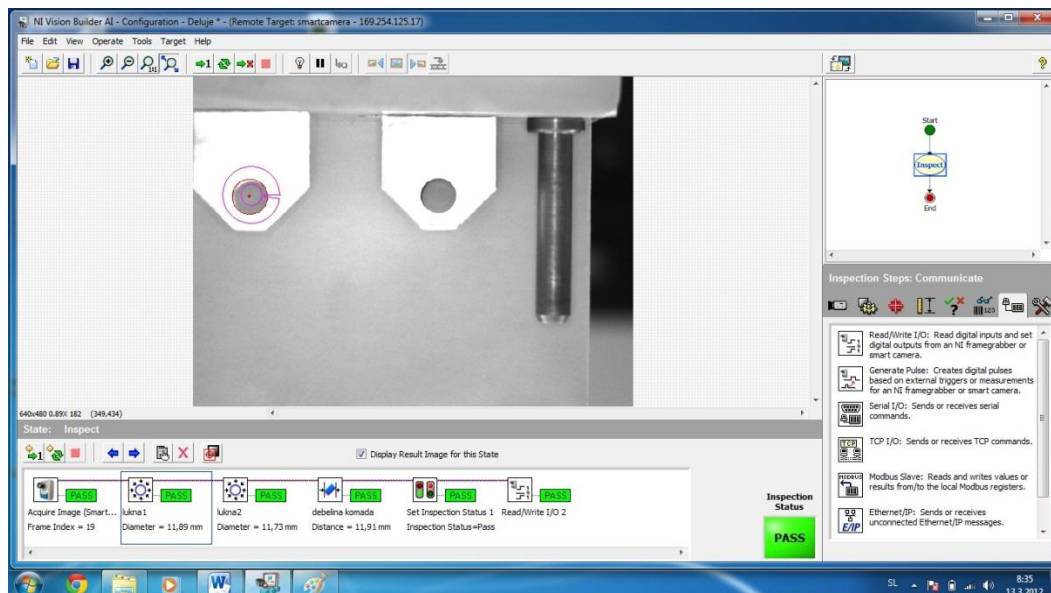 NI Vision Builder AI - Configuration - Deluje * - (Remote Target: smartcamera - 169.254.125.17)
File Edit View Operate Tools Target Help
Start
Inspect
End
Inspection Steps: Communicate
Read/Write I/O: Read digital inputs and set
digital outputs from an NI framegrabber or
smart camera.
Generate Pulse: Creates digital pulses
based on external triggers or measurements
for an NI framegrabber or smart camera.
Serial I/O: Sends or receives serial
commands.
TCP I/O: Sends or receives TCP commands.
Modbus Slave: Reads and writes values or
results from/to the local Modbus registers.
Ethernet/IP: Sends or receives
unconnected Ethernet/IP messages.
640x480 0.89X 182 (349,434)
State: Inspect
Display Result Image for this State
PASS PASS PASS PASS PASS PASS
Acquire Image (Smart... lukna1 lukna2 debelina komada Set Inspection Status 1 Read/Write I/O 2
Frame Index = 19 Diameter = 11,89 mm Diameter = 11,73 mm Distance = 11,91 mm Inspection Status=Pass
Inspection
Status
PASS
SL 8:35
13.3.2012